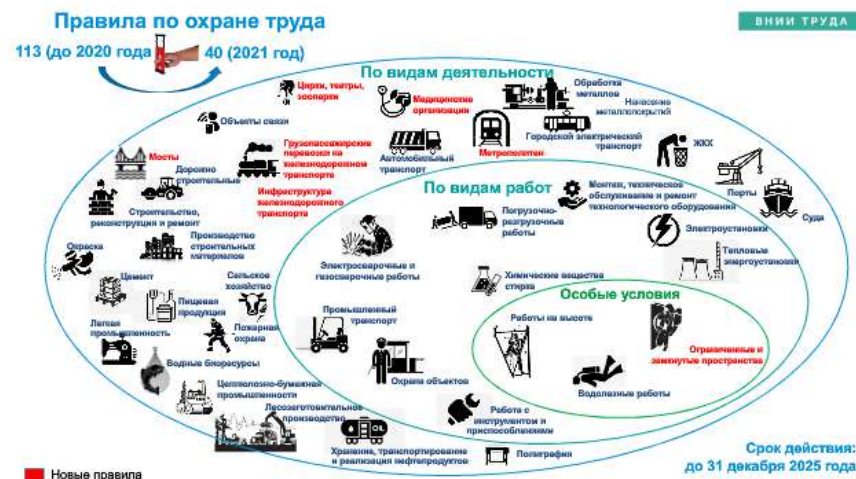 Правила по охране труда
ВНИИ ТРУДА
113 (до 2020 года
40 (2021 год)
По видам деятельности
Цирки, театры,
зоопарки
Медицинские
организации
Обработка
металлов
Нанесение
металлопокрытий
Объекты связи
Грузопассажирские
перевозки на
железнодорожном
транспорте
Автомобильный
транспорт
Метрополитен
Городской электрический
транспорт
ЖКХ
Мосты
Дорожно
строительные
Инфраструктура
железнодорожного
транспорта
По видам работ
Монтаж, техническое
обслуживание и ремонт
технологического оборудования
Порты
Суда
Строительство,
реконструкция и ремонт
Погрузочно-
разгрузочные
работы
Электроустановки
Окраска
Производство
строительных
материалов
Электросварочные и
газосварочные работы
Тепловые
энергоустановки
Цемент
Сельское
хозяйство
Химические вещества
стирка
Особые условия
Пищевая
продукция
Промышленный
транспорт
Работы на высоте
Легкая
промышленность
Пожарная
охрана
Ограниченные и
замкнутые пространства
Водные биоресурсы
Охрана объектов
Водолазные работы
Целлюлозно-бумажная
промышленности
Лесозаготовительное
производство
Работа с
инструментом и
приспособлениями
OIL
Хранение, транспортирование
и реализация нефтепродуктов
Полиграфия
Срок действия:
до 31 декабря 2025 года
Новые правила